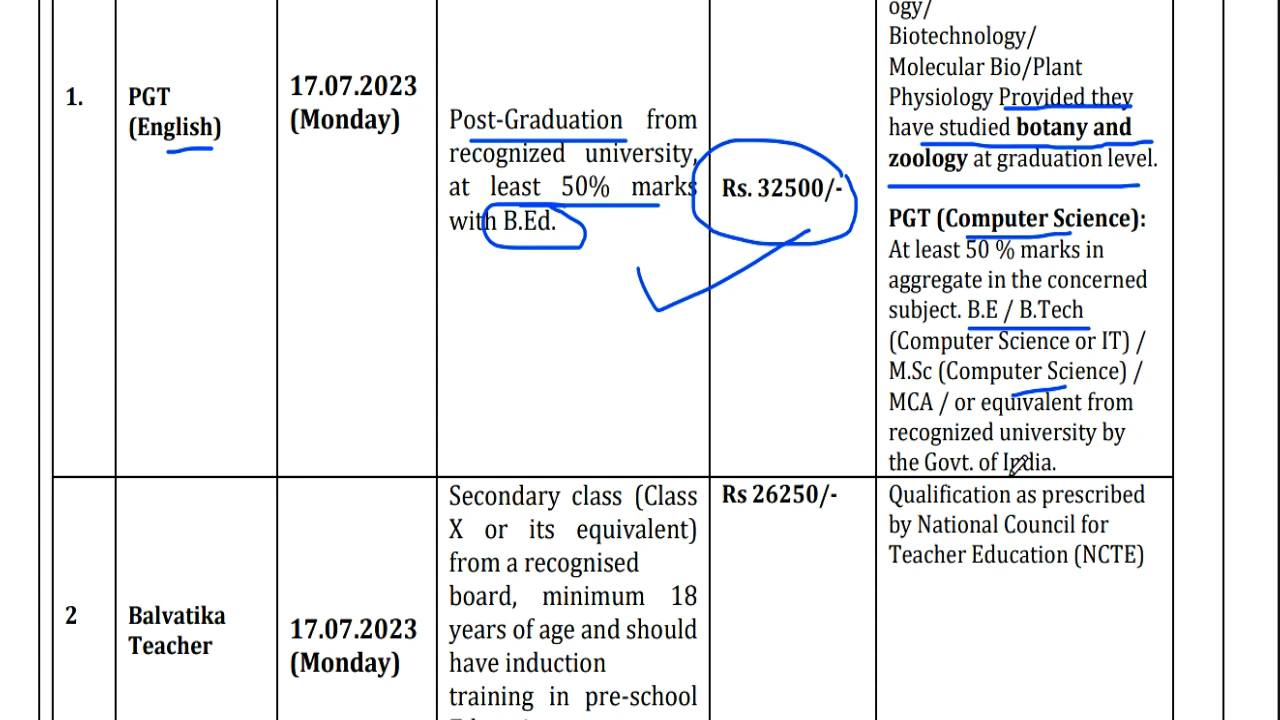 1.
PGT
(English)
17.07.2023
(Monday)
Post-Graduation from
recognized university,
at least 50% marks
with B.Ed.
Rs. 32500/-
ogy/
Biotechnology/
Molecular Bio/Plant
Physiology Provided they
have studied botany and
zoology at graduation level.
PGT (Computer Science):
At least 50 % marks in
aggregate in the concerned
subject. B.E / B.Tech
(Computer Science or IT) /
M.Sc (Computer Science) /
MCA / or equivalent from
recognized university by
the Govt. of India.
2
Balvatika
Teacher
17.07.2023
(Monday)
Secondary class (Class
X or its equivalent)
from a recognised
board, minimum 18
years of age and should
have induction
training in pre-school
Rs 26250/-
Qualification as prescribed
by National Council for
Teacher Education (NCTE)